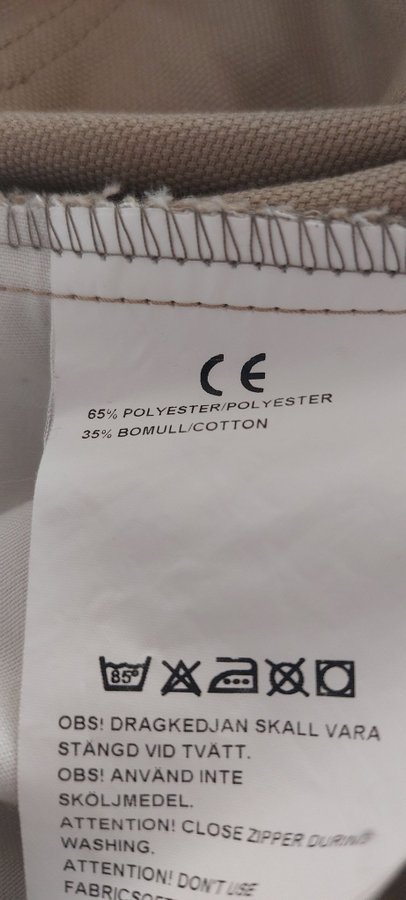 CE
65% POLYESTER/POLYESTER
35% BOMULL/COTTON
85°
OBS! DRAGKEDJAN SKALL VARA
STÄNGD VID TVÄTT.
OBS! ANVÄND INTE
SKÖLJMEDEL.
ATTENTION! CLOSE ZIPPER DURING
WASHING.
ATTENTION! DON'T USE